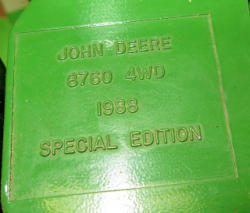 JOHN DEERE
8760 4WD
1988
SPECIAL EDITION